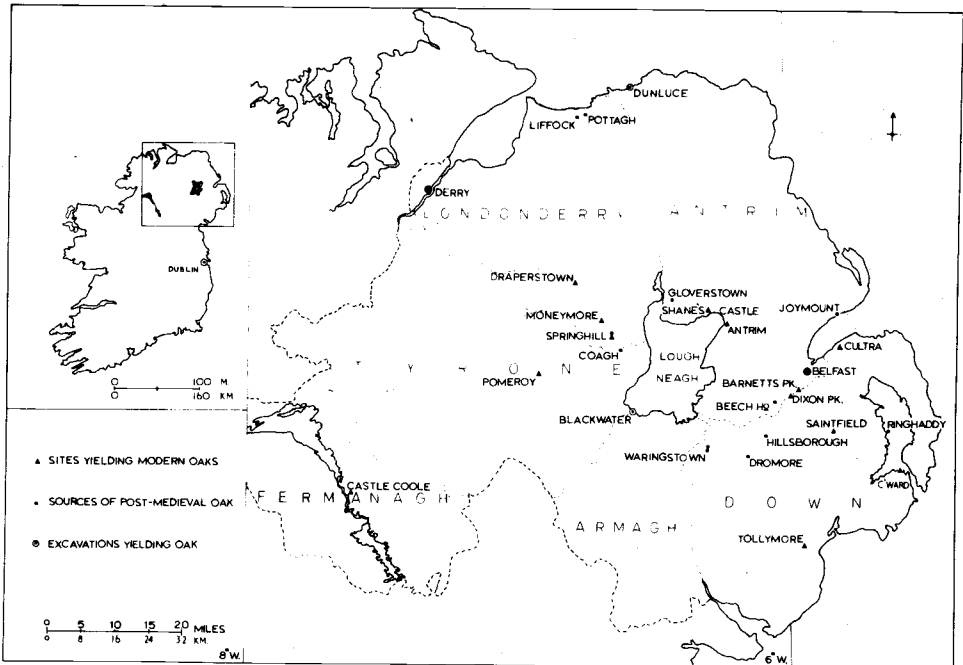 DUNLUCE
LIFFOCK
POTTAGH
DERRY
LONDONDERRY
ANTRIM
DUBLIN
DRAPERSTOWN
GLOVERSTOWN
SHANE'S CASTLE
JOYMOUNT
MONEYMORE
ANTRIM
SPRINGHILL
CULTRA
COAGH
LOUGH
NEAGH
TYRONE
0 100 M.
0 160 KM.
POMEROY
BELFAST
BARNETTS PK.
DIXON PK.
BEECH Ho
BLACKWATER
SAINTFIELD
RINGHADDY
HILLSBOROUGH
WARINGSTOWN
DROMORE
SITES YIELDING MODERN OAKS
CASTLE COOLE
C'WARD
FERMANAGH
DOWN
SOURCES OF POST-MEDIEVAL OAK
ARMAGH
EXCAVATIONS YIELDING OAK
TOLLYMORE
0 5 10 15 20 MILES
0 8 16 24 32 KM.
8°W.
6°W.